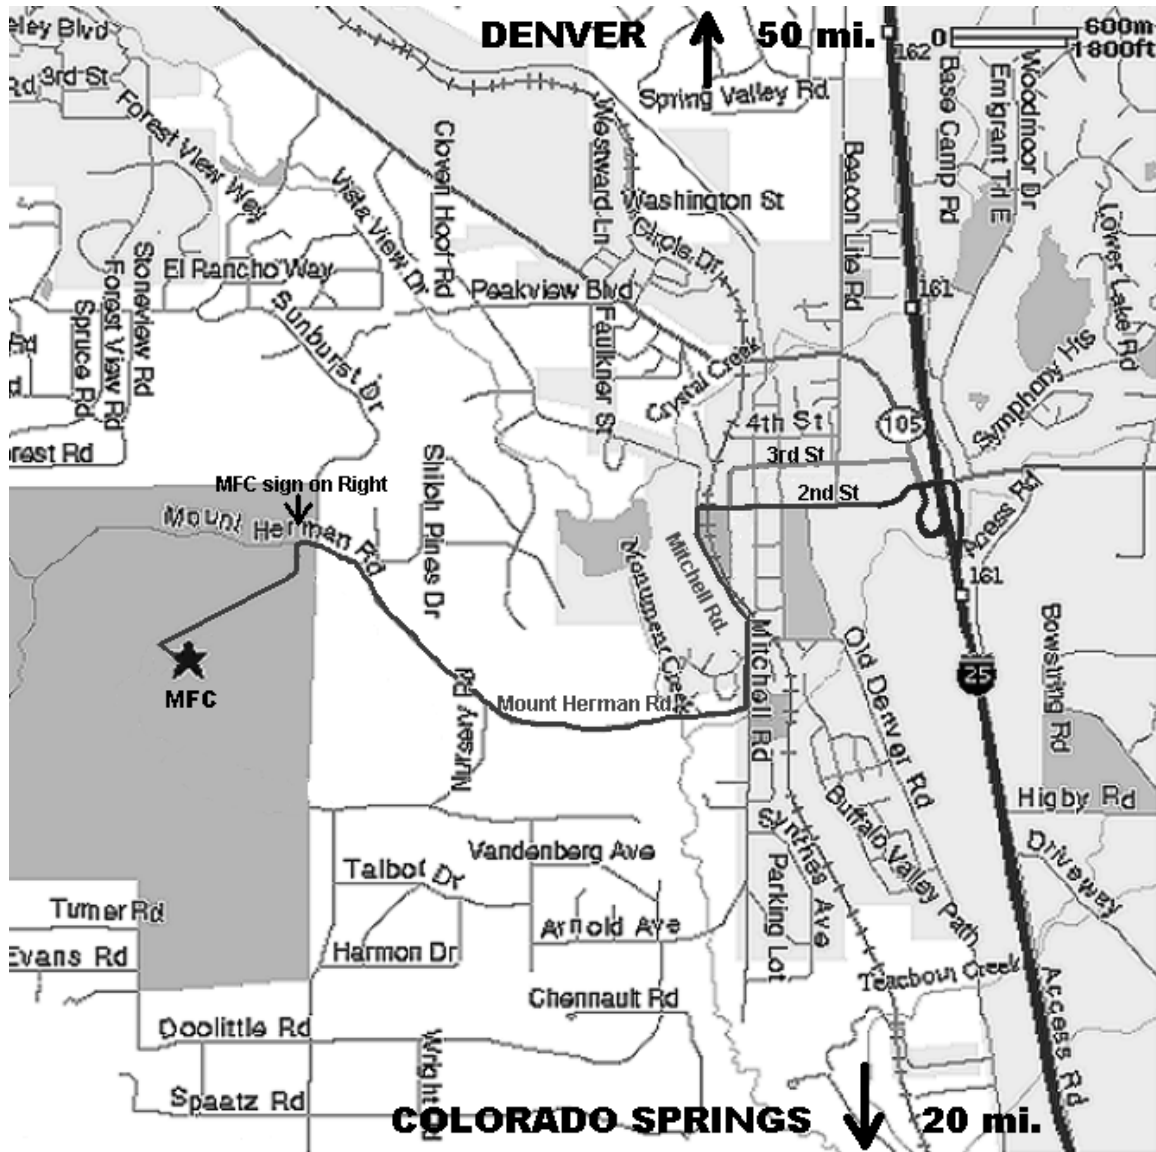 DENVER 50 mi.
0 600m
1800ft
eley Blvd
3rd St
Rd
Forest View Way
Vista View Dr
Cloven Hoof Rd
Westward Ln
Spring Valley Rd
Washington St
Circle Dr
Beacon Lite Rd
162
Base Camp Rd
Emigrant Trl E
Woodmoor Dr
Lower Lake Rd
El Rancho Way
Stoneview Rd
Forest View Rd
Spruce Rd
Sunburst Dr
Peakview Blvd
Faulkner St
Crystal Creek
161
Symphony Hts
105
4th St
3rd St
2nd St
orest Rd
MFC sign on Right
Mount Herman Rd
Shiloh Pines Dr
Monument Creek
Mitchell Rd.
Access Rd
161
Mitchell Rd
Old Denver Rd
25
Bowstring Rd
MFC
Mount Herman Rd.
Nursery Rd
Higby Rd
Driveway
Buffalo Valley Path
Synthes Ave
Parking Lot
Vandenberg Ave
Talbot Dr
Turner Rd
Arnold Ave
Harmon Dr
Evans Rd
Teachout Creek
Access Rd
Chennault Rd
Doolittle Rd
Wright Rd
Spaatz Rd
COLORADO SPRINGS 20 mi.